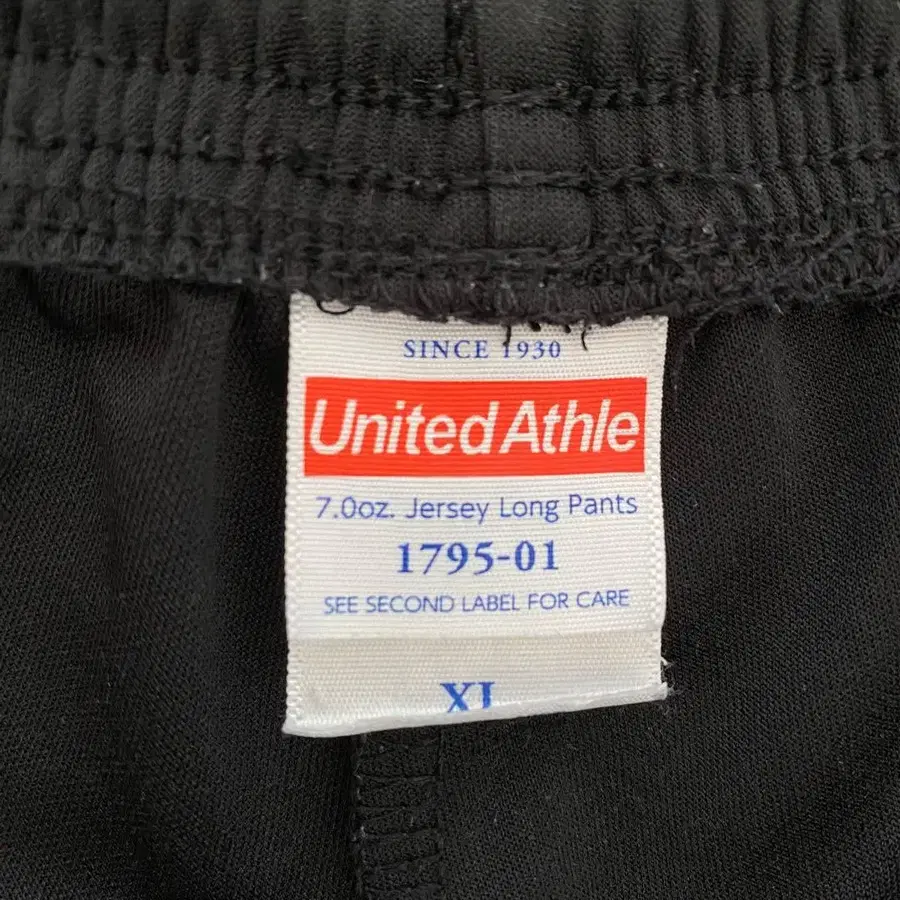 SINCE 1930
United Athle
7.0oz. Jersey Long Pants
1795-01
SEE SECOND LABEL FOR CARE
XL